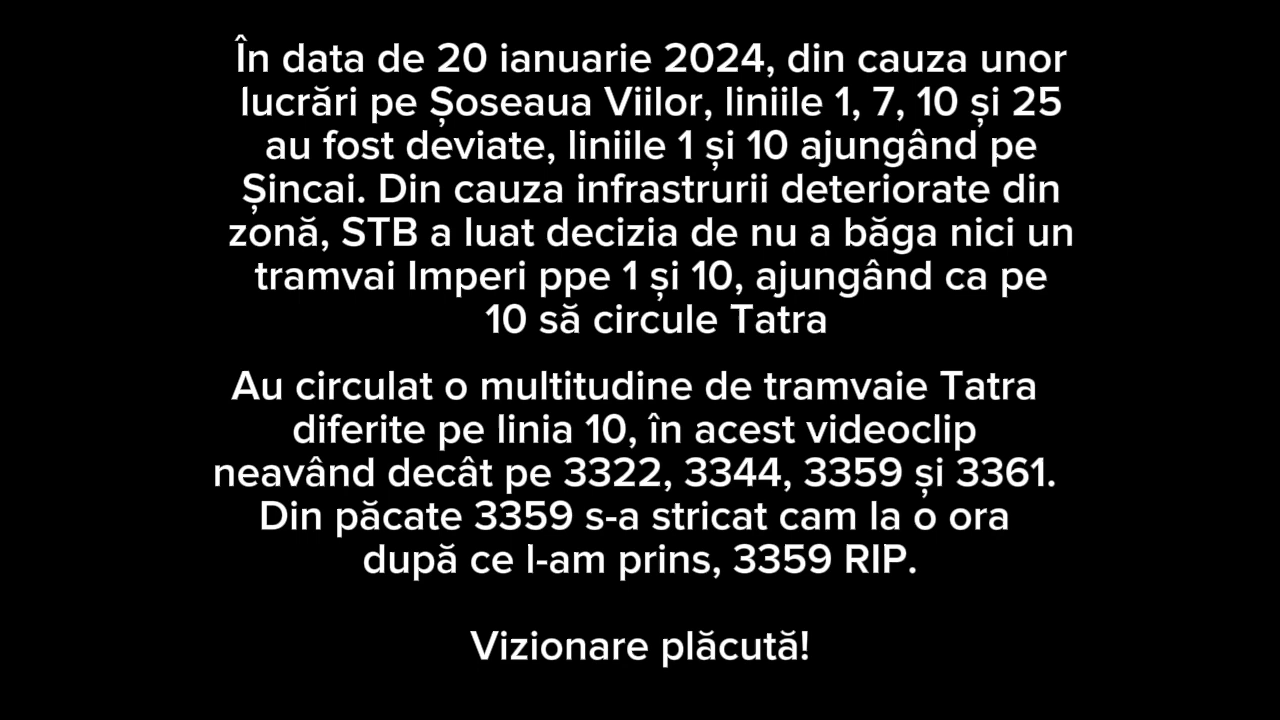 În data de 20 ianuarie 2024, din cauza unor
lucrări pe Șoseaua Viilor, liniile 1, 7, 10 și 25
au fost deviate, liniile 1 și 10 ajungând pe
Șincai. Din cauza infrastrurii deteriorate din
zonă, STB a luat decizia de nu a băga nici un
tramvai Imperi ppe 1 și 10, ajungând ca pe
10 să circule Tatra
Au circulat o multitudine de tramvaie Tatra
diferite pe linia 10, în acest videoclip
neavând decât pe 3322, 3344, 3359 și 3361.
Din păcate 3359 s-a stricat cam la o ora
după ce l-am prins, 3359 RIP.
Vizionare plăcută!